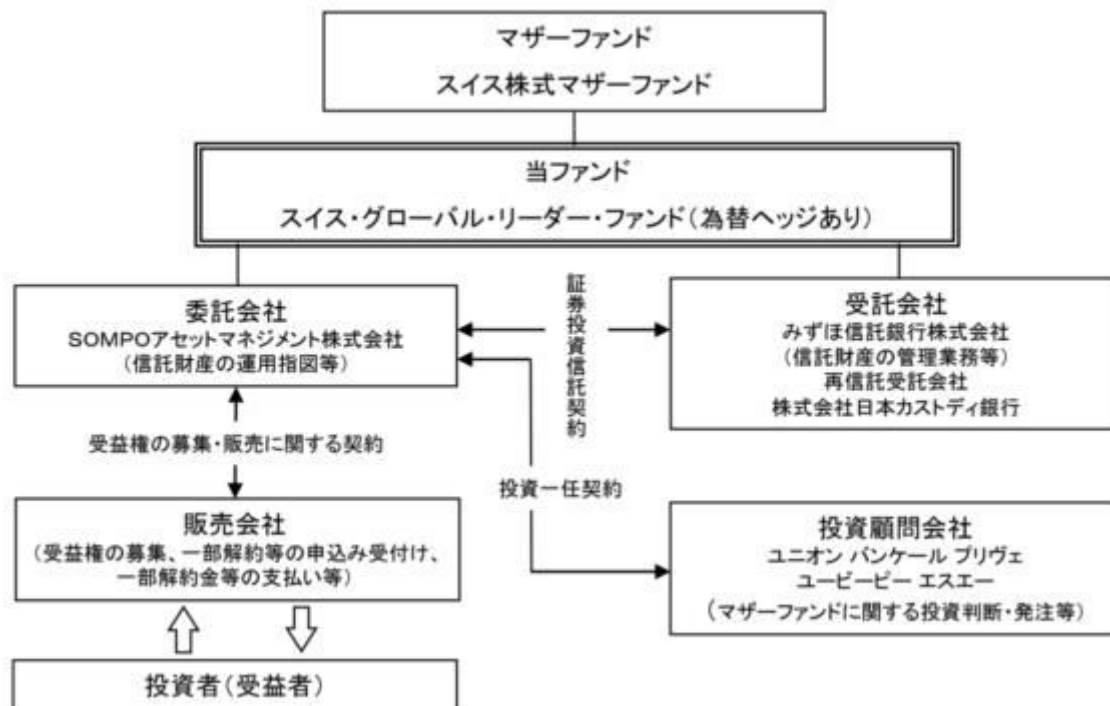 マザーファンド
スイス株式マザーファンド
当ファンド
スイス・グローバル・リーダー・ファンド(為替ヘッジあり)
委託会社
SOMPOアセットマネジメント株式会社
(信託財産の運用指図等)
証券投資信託契約
受託会社
みずほ信託銀行株式会社
(信託財産の管理業務等)
再信託受託会社
株式会社日本カストディ銀行
受益権の募集・販売に関する契約
投資一任契約
販売会社
(受益権の募集、一部解約等の申込み受付け、
一部解約金等の支払い等)
投資顧問会社
ユニオン バンケール プリヴェ
ユービーピー エスエー
(マザーファンドに関する投資判断・発注等)
投資者(受益者)